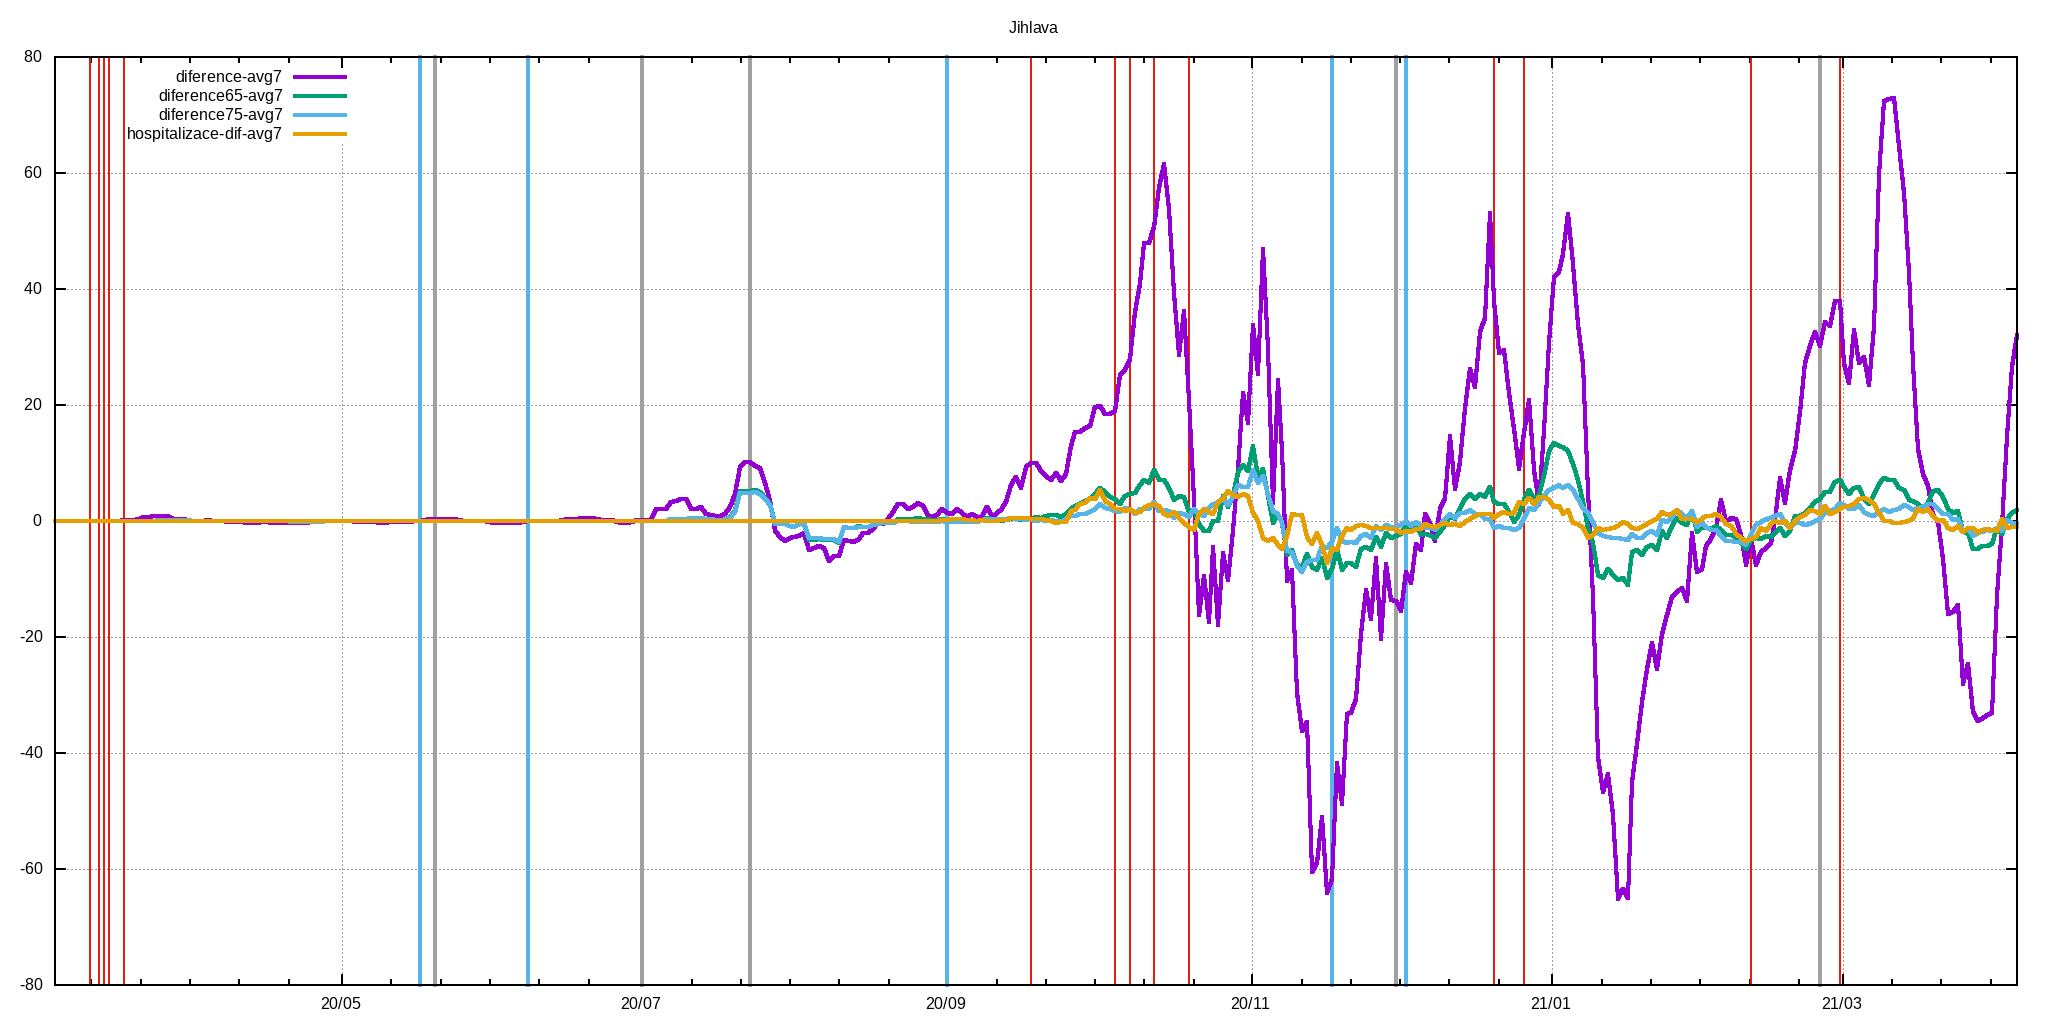 Jihlava
80
diference-avg7
diference65-avg7
diference75-avg7
hospitalizace-dif-avg7
60
40
20
0
-20
-40
-60
-80
20/05 20/07 20/09 20/11 21/01 21/03